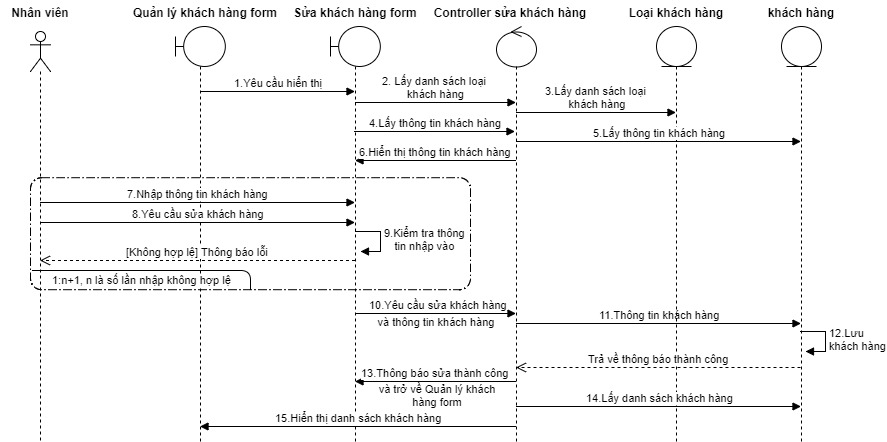 Nhân viên
Quản lý khách hàng form
Sửa khách hàng form
Controller sửa khách hàng
Loại khách hàng
khách hàng
1.Yêu cầu hiển thị
2. Lấy danh sách loại
khách hàng
3.Lấy danh sách loại
khách hàng
4.Lấy thông tin khách hàng
5.Lấy thông tin khách hàng
6.Hiển thị thông tin khách hàng
7.Nhập thông tin khách hàng
8.Yêu cầu sửa khách hàng
9.Kiểm tra thông
tin nhập vào
[Không hợp lệ] Thông báo lỗi
1:n+1, n là số lần nhập không hợp lệ
10.Yêu cầu sửa khách hàng
và thông tin khách hàng
11.Thông tin khách hàng
12.Lưu
khách hàng
Trả về thông báo thành công
13.Thông báo sửa thành công
và trở về Quản lý khách
hàng form
14.Lấy danh sách khách hàng
15.Hiển thị danh sách khách hàng